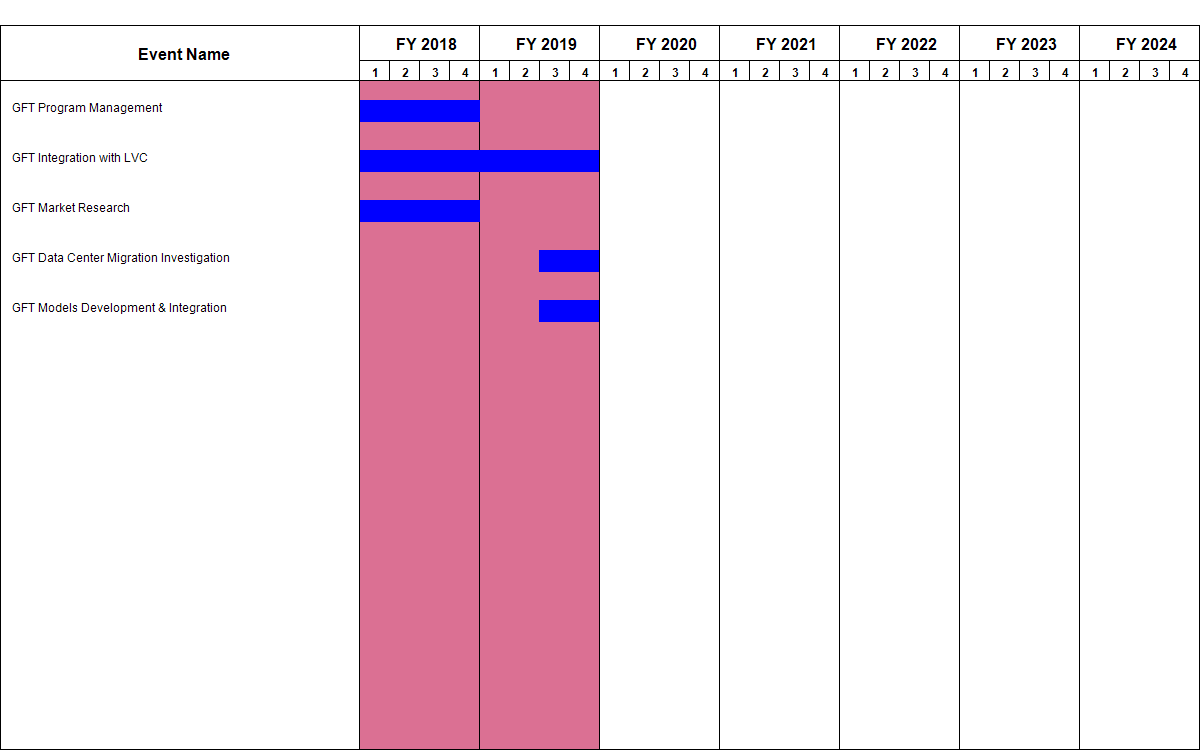 Event Name
FY 2018 FY 2019 FY 2020 FY 2021 FY 2022 FY 2023 FY 2024
1 2 3 4 1 2 3 4 1 2 3 4 1 2 3 4 1 2 3 4 1 2 3 4 1 2 3 4
GFT Program Management
GFT Integration with LVC
GFT Market Research
GFT Data Center Migration Investigation
GFT Models Development & Integration